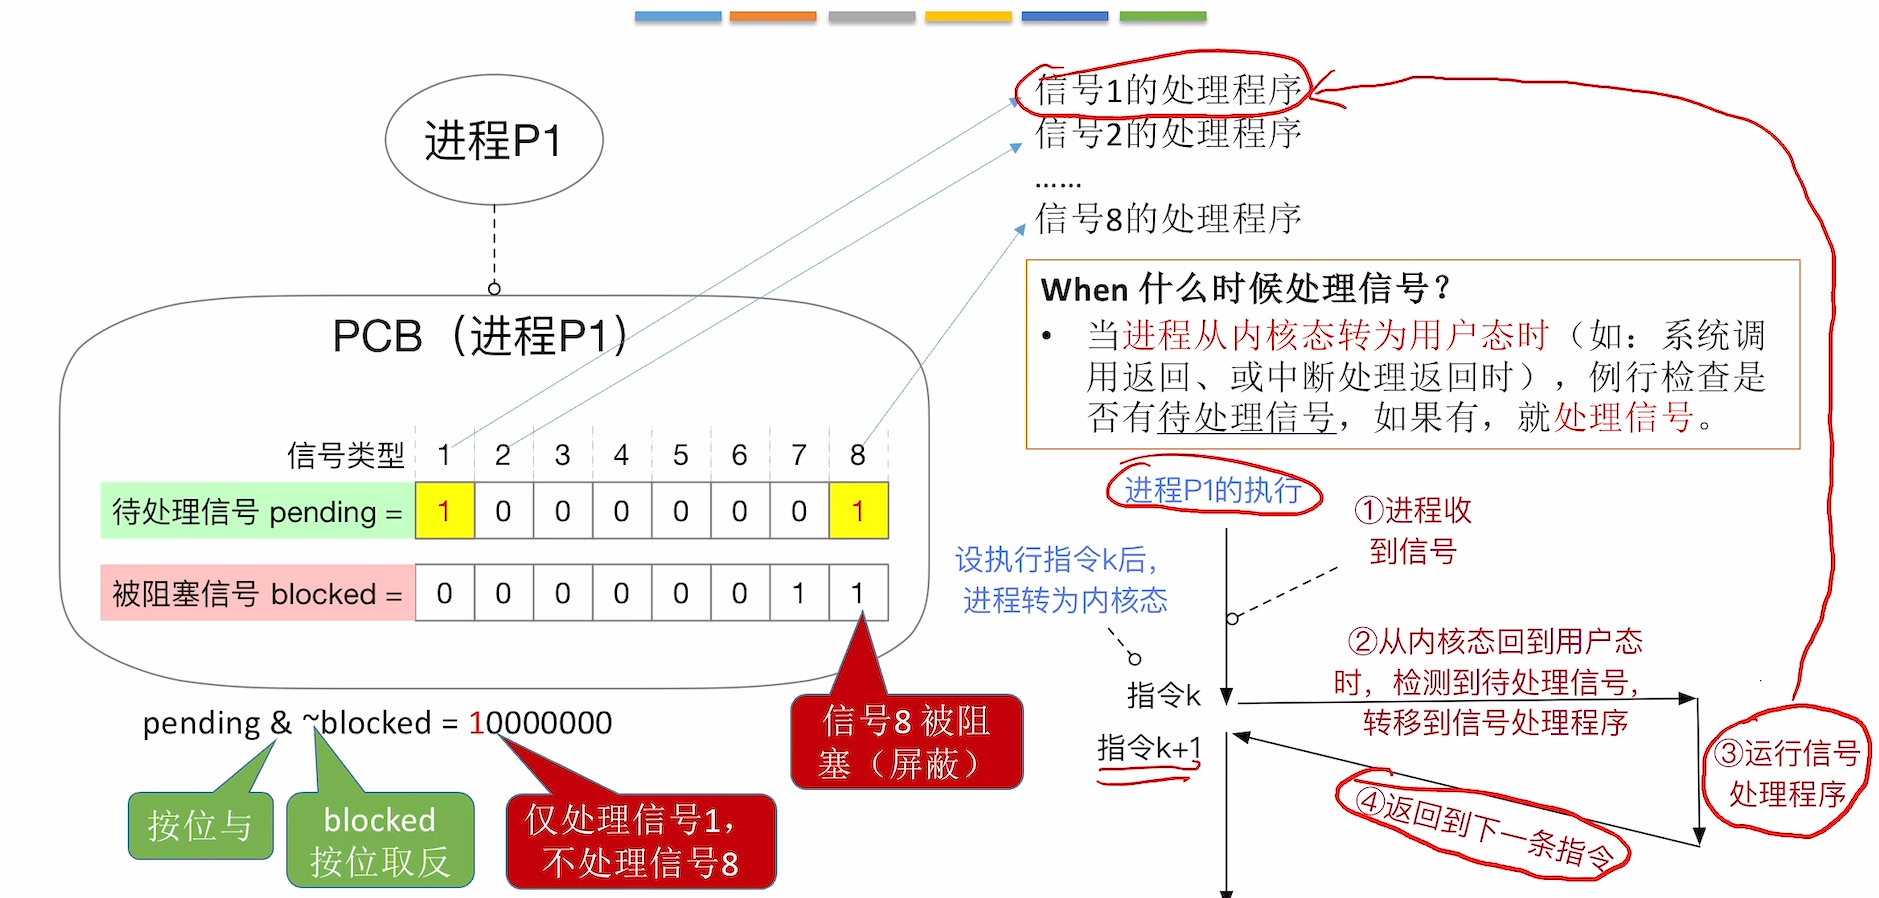 进程P1
PCB（进程P1）
信号类型 1 2 3 4 5 6 7 8
待处理信号 pending = 1 0 0 0 0 0 0 1
被阻塞信号 blocked = 0 0 0 0 0 0 1 1
pending & ~blocked = 10000000
按位与
blocked
按位取反
仅处理信号1，
不处理信号8
信号8 被阻
塞（屏蔽）
信号1的处理程序
信号2的处理程序
……
信号8的处理程序
When 什么时候处理信号？
• 当进程从内核态转为用户态时（如：系统调
用返回、或中断处理返回时），例行检查是
否有待处理信号，如果有，就处理信号。
进程P1的执行
①进程收
到信号
设执行指令k后，
进程转为内核态
指令k
指令k+1
②从内核态回到用户态
时，检测到待处理信号，
转移到信号处理程序
③运行信号
处理程序
④返回到下一条指令